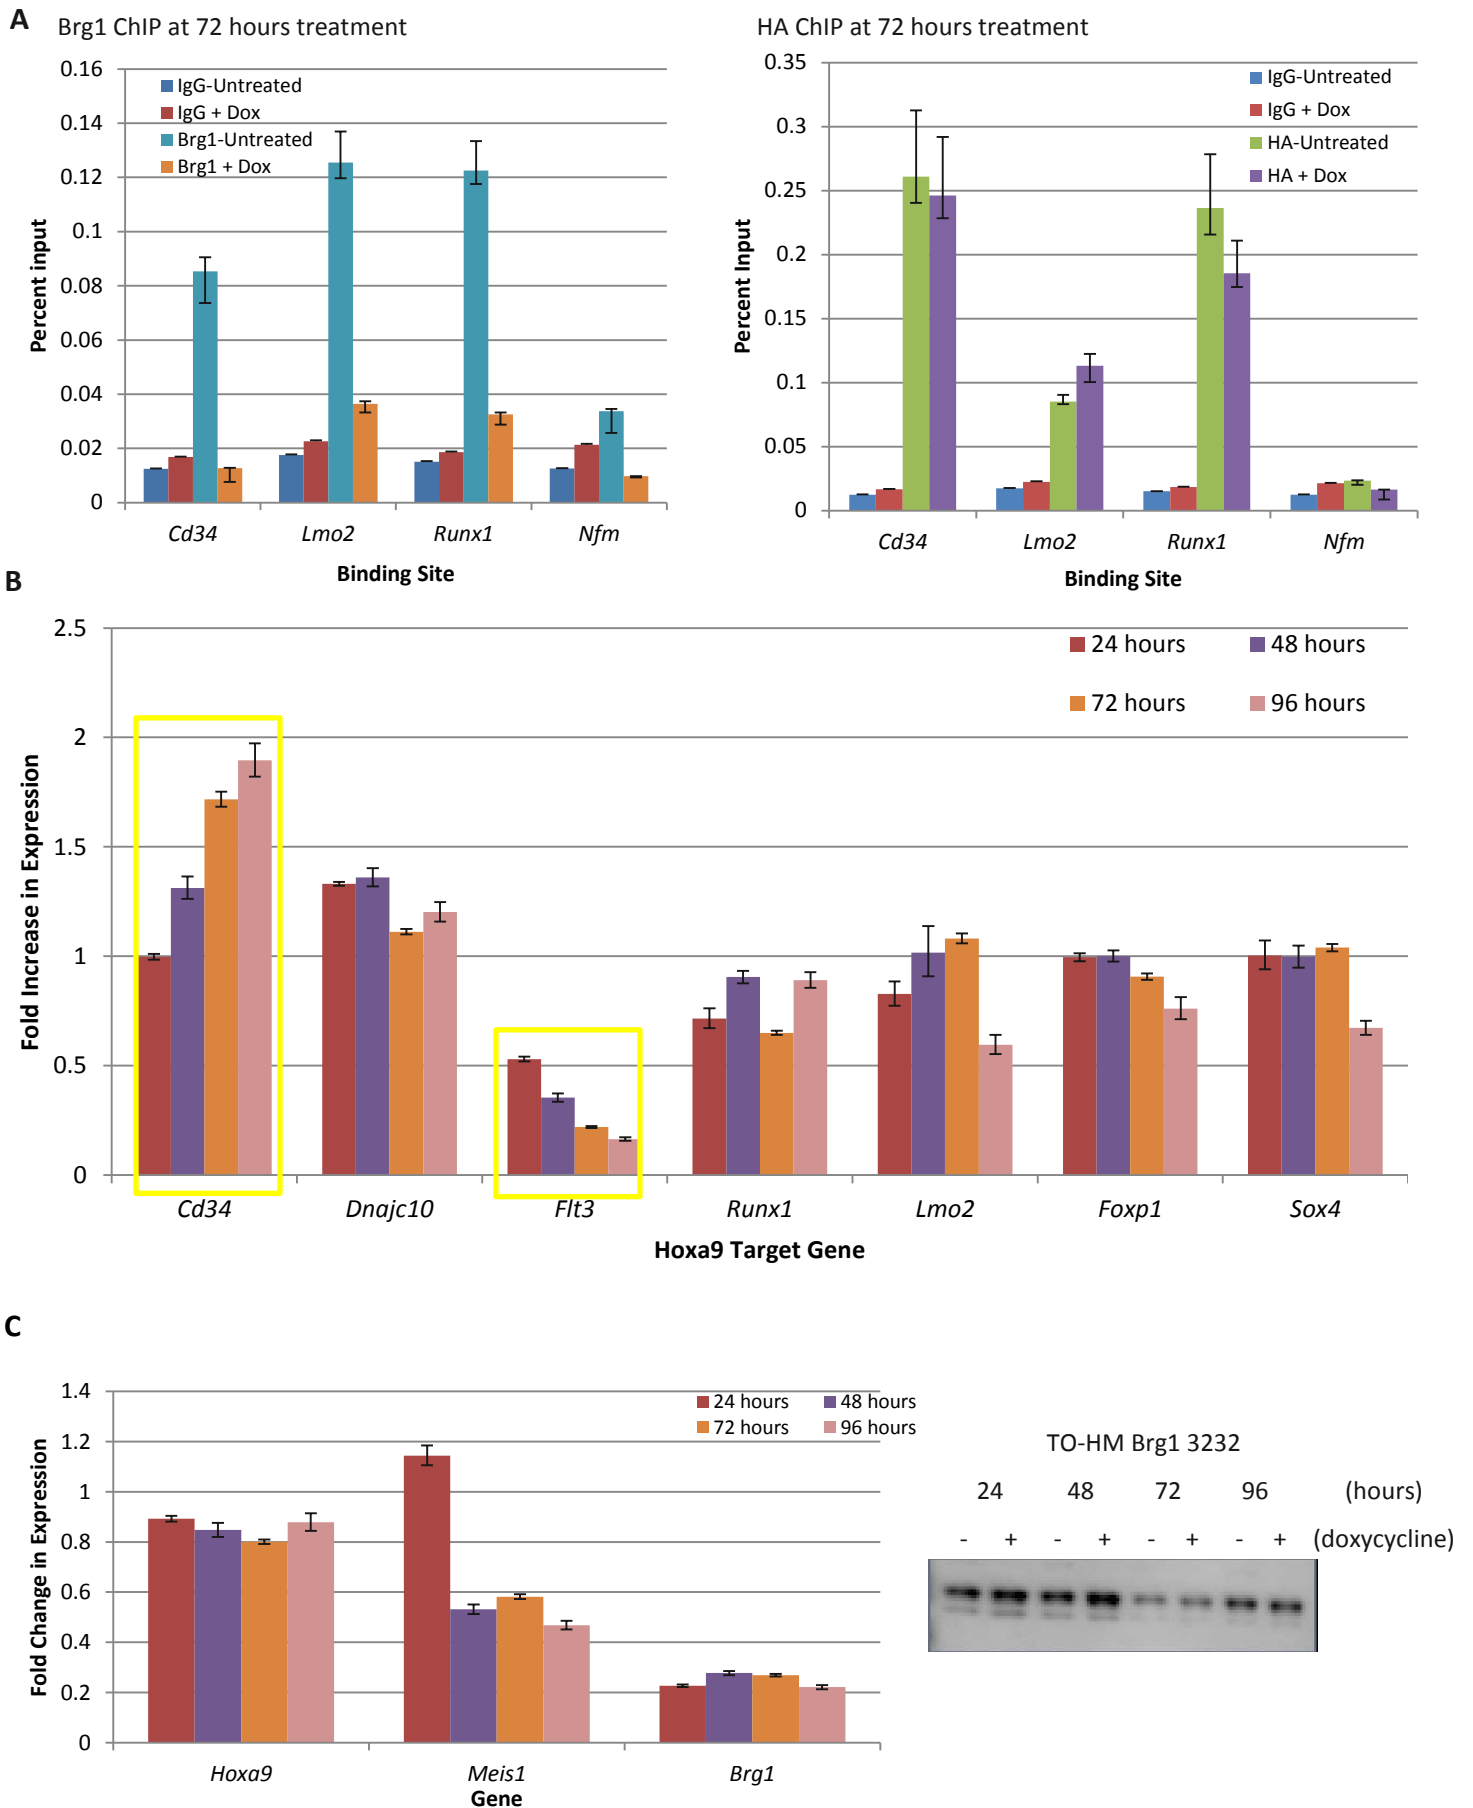 A
Brg1 ChIP at 72 hours treatment
0.16
0.14
0.12
0.1
0.08
0.06
0.04
0.02
0
Percent input
IgG-Untreated
IgG + Dox
Brg1-Untreated
Brg1 + Dox
Cd34 Lmo2 Runx1 Nfm
Binding Site
HA ChIP at 72 hours treatment
0.35
0.3
0.25
0.2
0.15
0.1
0.05
0
Percent Input
IgG-Untreated
IgG + Dox
HA-Untreated
HA + Dox
Cd34 Lmo2 Runx1 Nfm
Binding Site
B
2.5
2
1.5
1
0.5
0
Fold Increase in Expression
24 hours 48 hours
72 hours 96 hours
Cd34 Dnajc10 Flt3 Runx1 Lmo2 Foxp1 Sox4
Hoxa9 Target Gene
C
1.4
1.2
1
0.8
0.6
0.4
0.2
0
Fold Change in Expression
24 hours 48 hours
72 hours 96 hours
Hoxa9 Meis1 Brg1
Gene
TO-HM Brg1 3232
24 48 72 96 (hours)
- + - + - + - + (doxycycline)